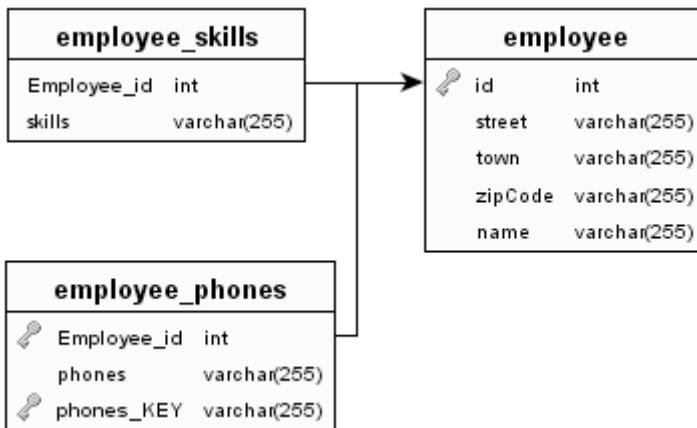 employee_skills
Employee_id int
skills varchar(255)
employee
id int
street varchar(255)
town varchar(255)
zipCode varchar(255)
name varchar(255)
employee_phones
Employee_id int
phones varchar(255)
phones_KEY varchar(255)